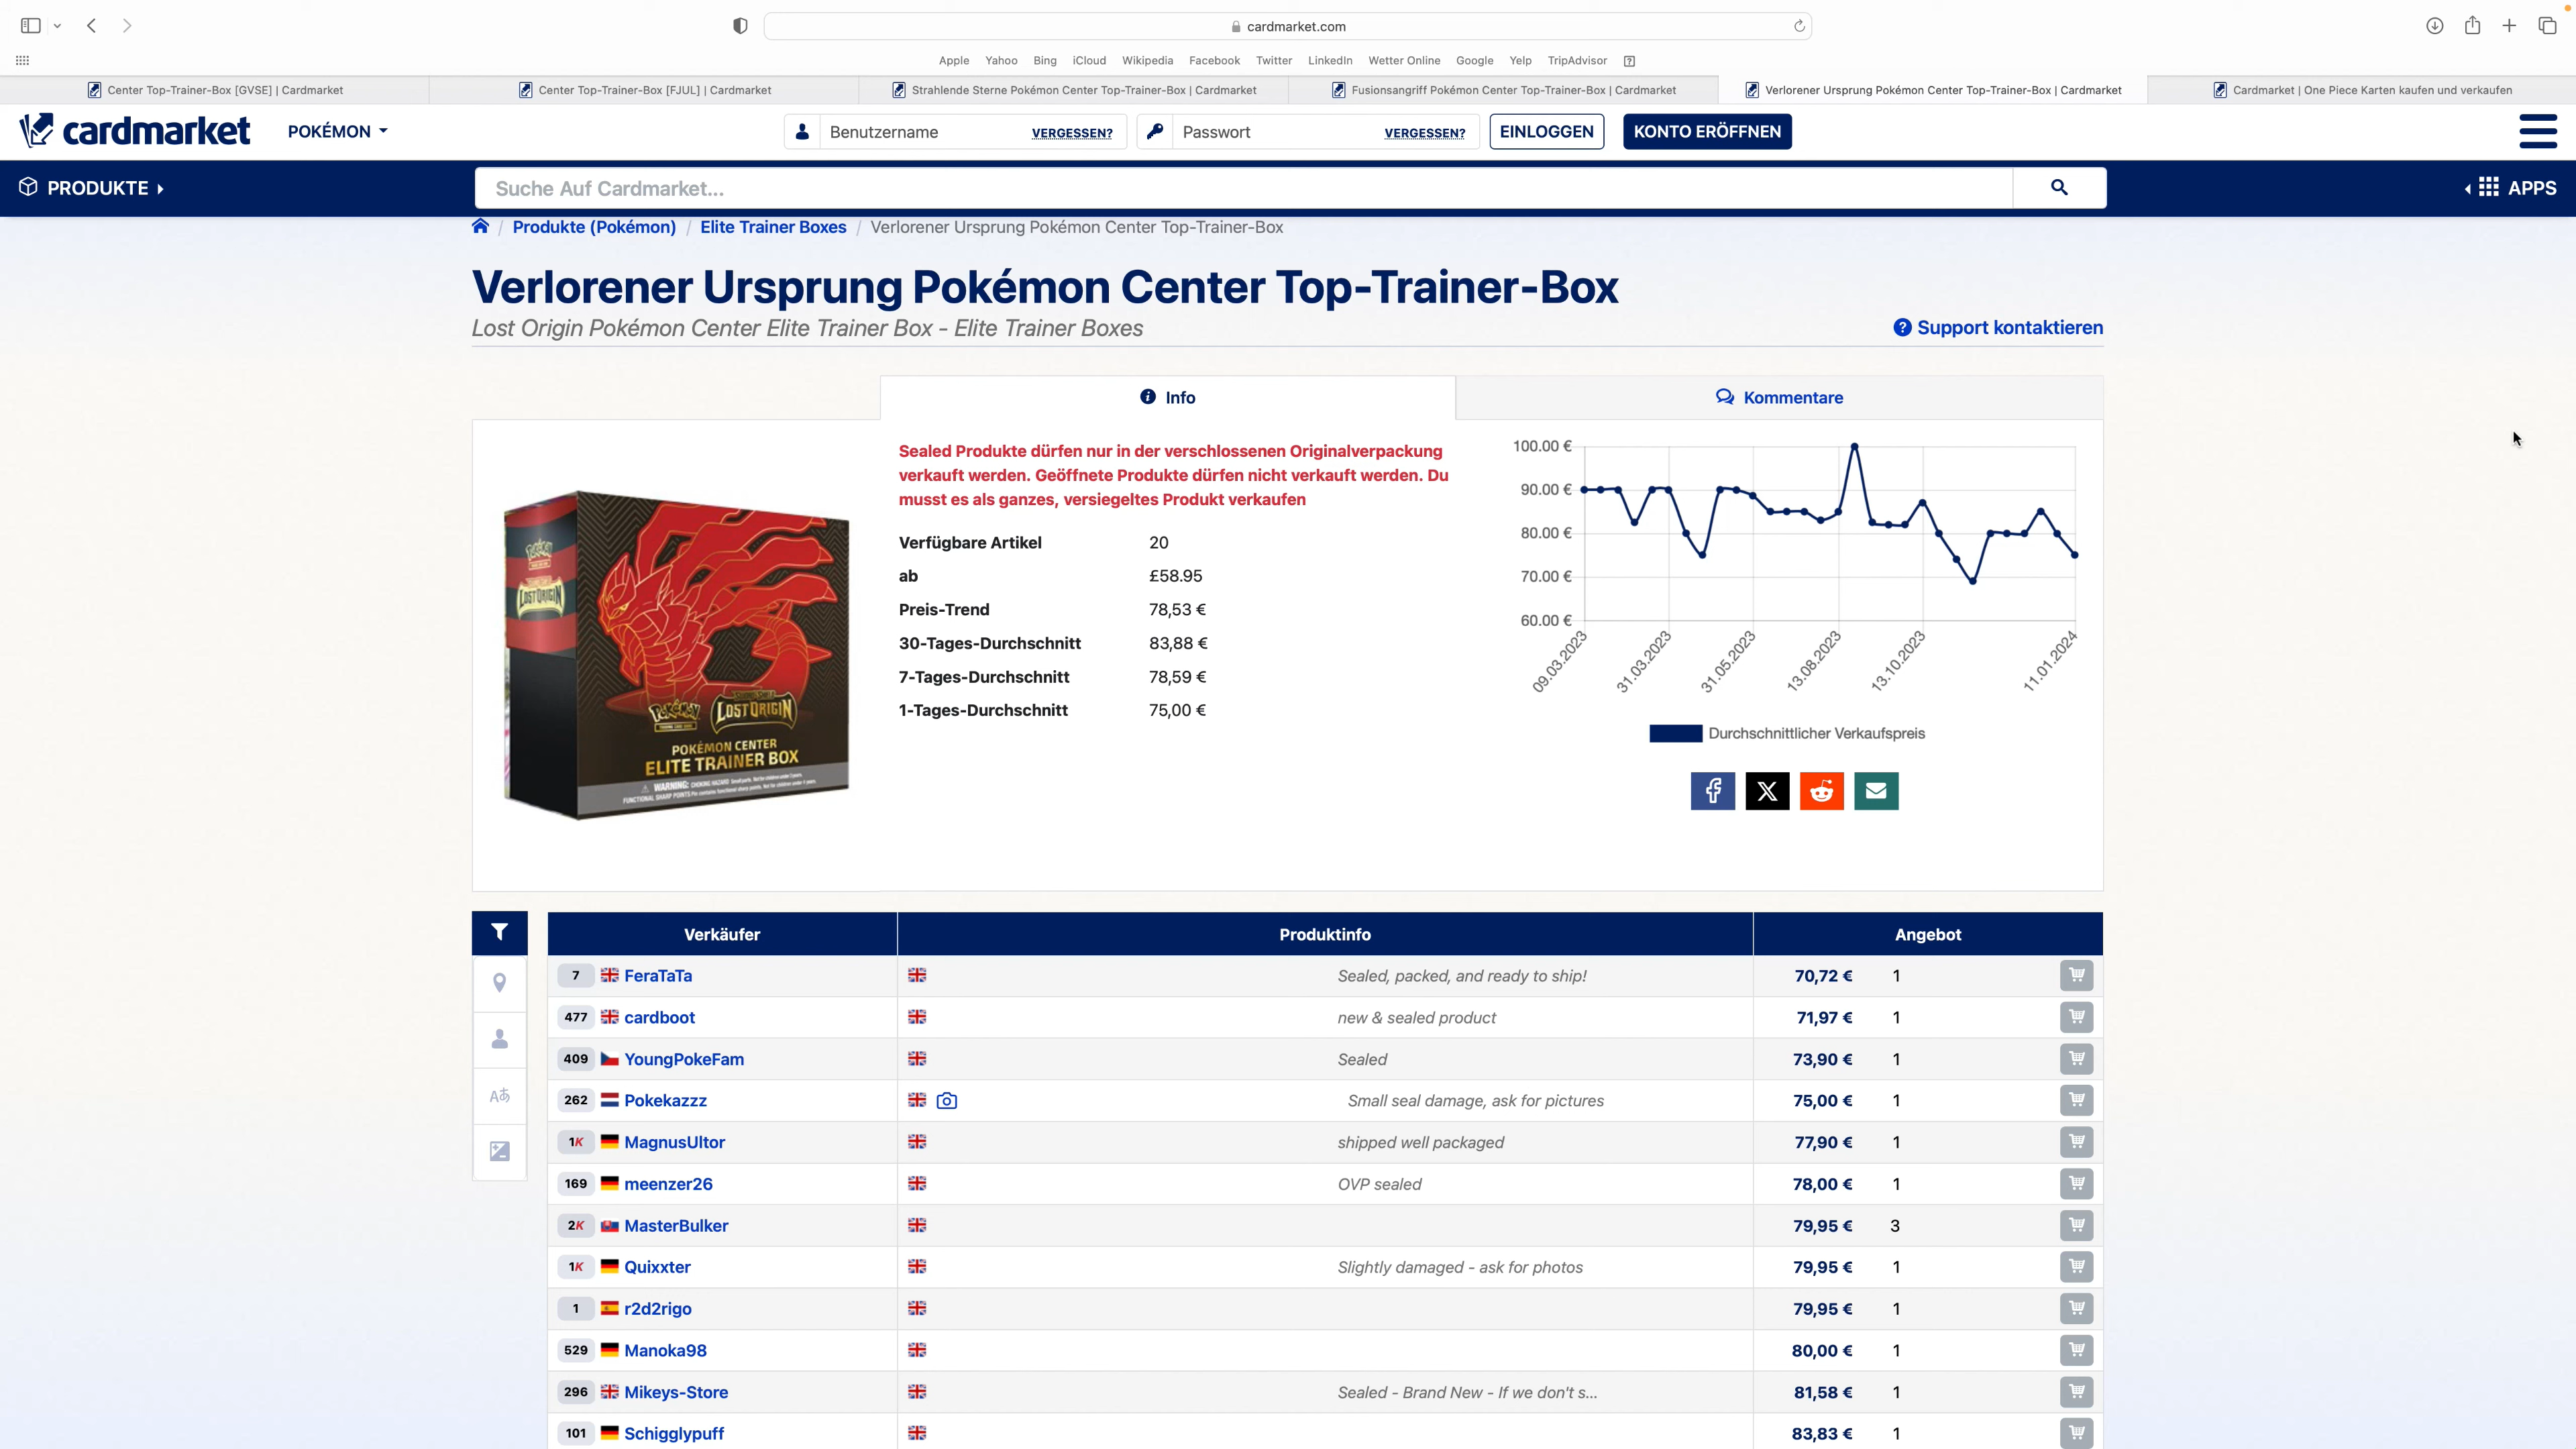 cardmarket.com
Apple Yahoo Bing iCloud Wikipedia Facebook Twitter LinkedIn Wetter Online Google Yelp TripAdvisor
Center Top-Trainer-Box [GVSE] | Cardmarket
Center Top-Trainer-Box [FJUL] | Cardmarket
Strahlende Sterne Pokémon Center Top-Trainer-Box | Cardmarket
Fusionsangriff Pokémon Center Top-Trainer-Box | Cardmarket
Verlorener Ursprung Pokémon Center Top-Trainer-Box | Cardmarket
Cardmarket | One Piece Karten kaufen und verkaufen
cardmarket POKÉMON Benutzername VERGESSEN? Passwort VERGESSEN? EINLOGGEN KONTO ERÖFFNEN
PRODUKTE Suche Auf Cardmarket... APPS
/ Produkte (Pokémon) / Elite Trainer Boxes / Verlorener Ursprung Pokémon Center Top-Trainer-Box
Verlorener Ursprung Pokémon Center Top-Trainer-Box
Lost Origin Pokémon Center Elite Trainer Box - Elite Trainer Boxes
Support kontaktieren
Info
Kommentare
Pokémon
LOST ORIGIN
Pokémon LOST ORIGIN
POKÉMON CENTER
ELITE TRAINER BOX
Sealed Produkte dürfen nur in der verschlossenen Originalverpackung
verkauft werden. Geöffnete Produkte dürfen nicht verkauft werden. Du
musst es als ganzes, versiegeltes Produkt verkaufen
Verfügbare Artikel 20
ab £58.95
Preis-Trend 78,53 €
30-Tages-Durchschnitt 83,88 €
7-Tages-Durchschnitt 78,59 €
1-Tages-Durchschnitt 75,00 €
100.00 €
90.00 €
80.00 €
70.00 €
60.00 €
09.03.2023 31.03.2023 31.05.2023 13.08.2023 13.10.2023 11.01.2024
Durchschnittlicher Verkaufspreis
Verkäufer Produktinfo Angebot
7 FeraTaTa Sealed, packed, and ready to ship! 70,72 € 1
477 cardboot new & sealed product 71,97 € 1
409 YoungPokeFam Sealed 73,90 € 1
262 Pokekazzz Small seal damage, ask for pictures 75,00 € 1
1K MagnusUltor shipped well packaged 77,90 € 1
169 meenzer26 OVP sealed 78,00 € 1
2K MasterBulker 79,95 € 3
1K Quixxter Slightly damaged - ask for photos 79,95 € 1
1 r2d2rigo 79,95 € 1
529 Manoka98 80,00 € 1
296 Mikeys-Store Sealed - Brand New - If we don't s... 81,58 € 1
101 Schigglypuff 83,83 € 1